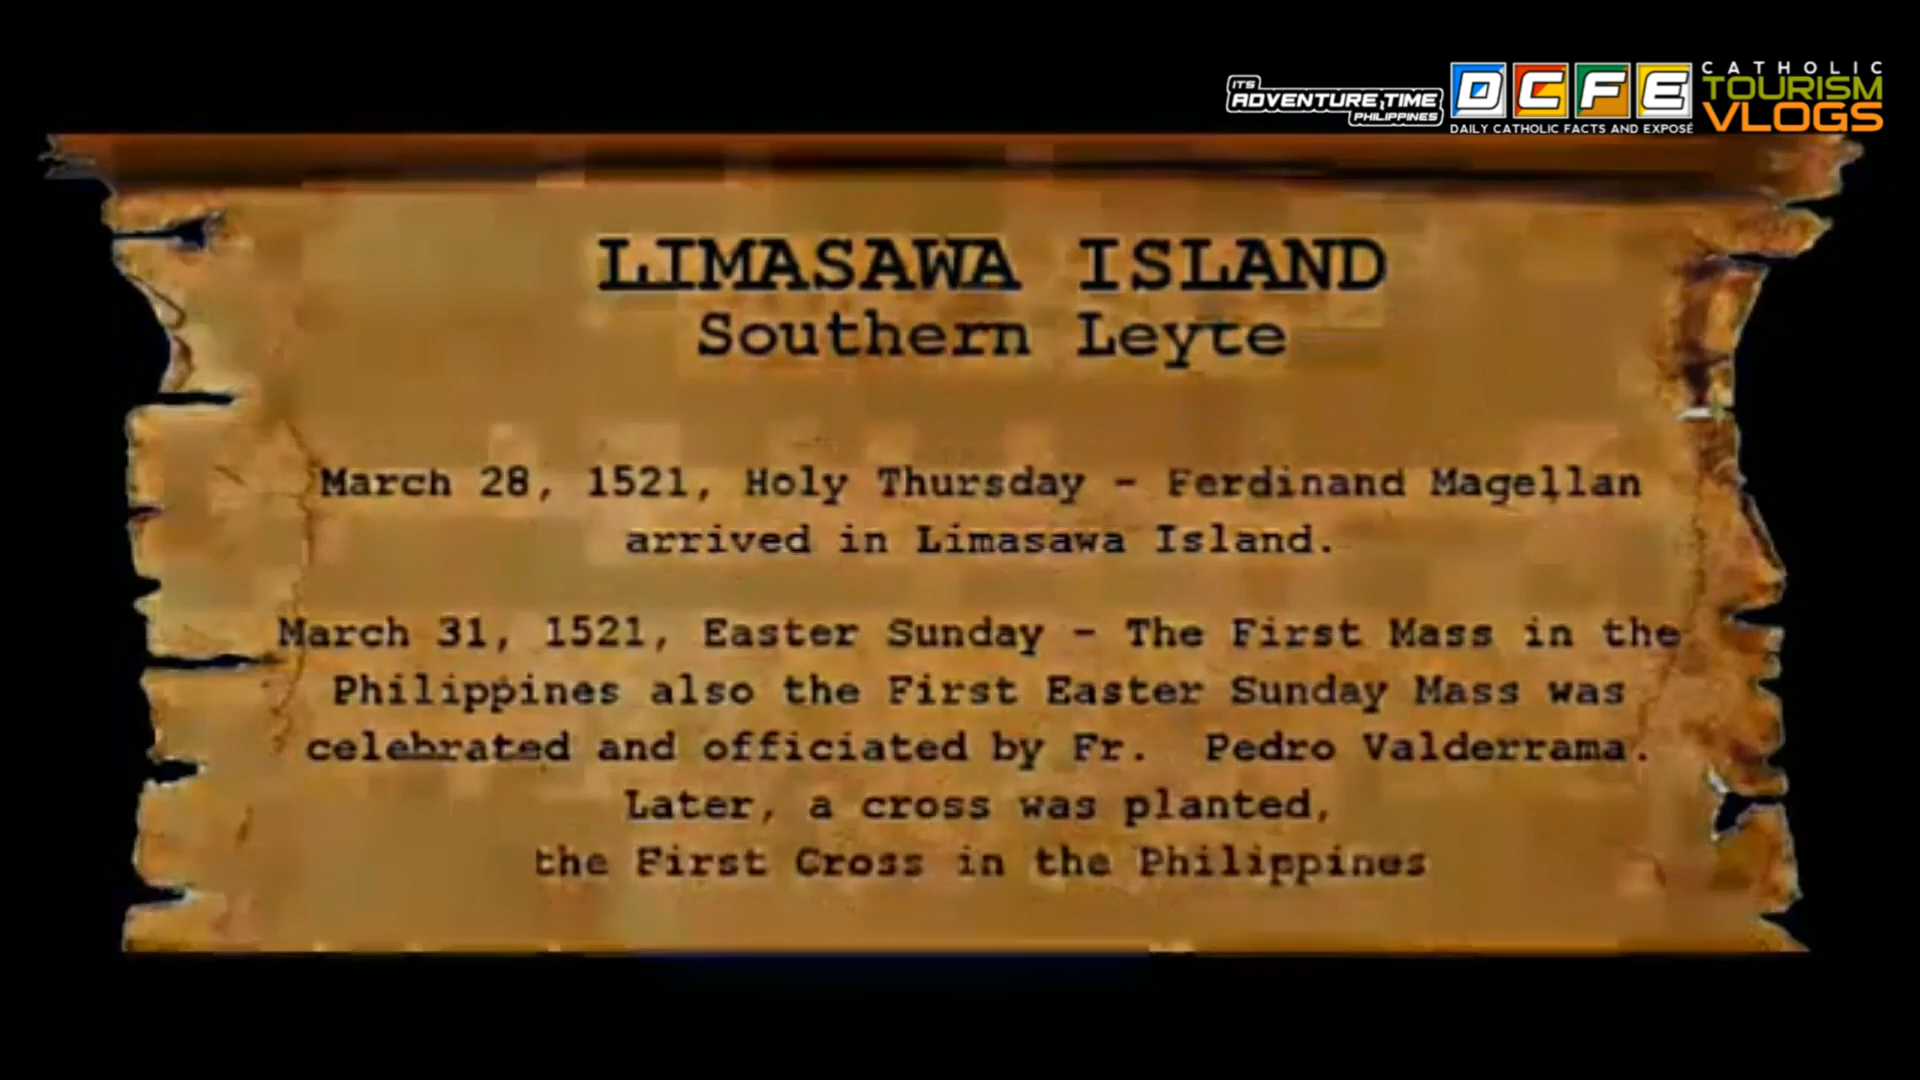 ITS
ADVENTURE TIME
PHILIPPINES
DCFE
DAILY CATHOLIC FACTS AND EXPOSÉ
CATHOLIC
TOURISM
VLOGS
LIMASAWA ISLAND
Southern Leyte
March 28, 1521, Holy Thursday - Ferdinand Magellan
arrived in Limasawa Island.
March 31, 1521, Easter Sunday - The First Mass in the
Philippines also the First Easter Sunday Mass was
celebrated and officiated by Fr. Pedro Valderrama.
Later, a cross was planted,
the First Cross in the Philippines